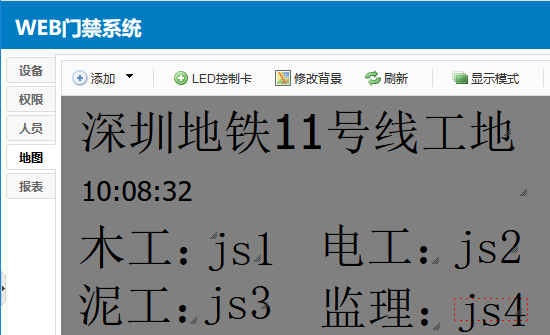 WEB门禁系统
设备
权限
人员
地图
报表
添加 LED控制卡 修改背景 刷新 显示模式
深圳地铁11号线工地
10:08:32
木工：js1 电工：js2
泥工：js3 监理：js4